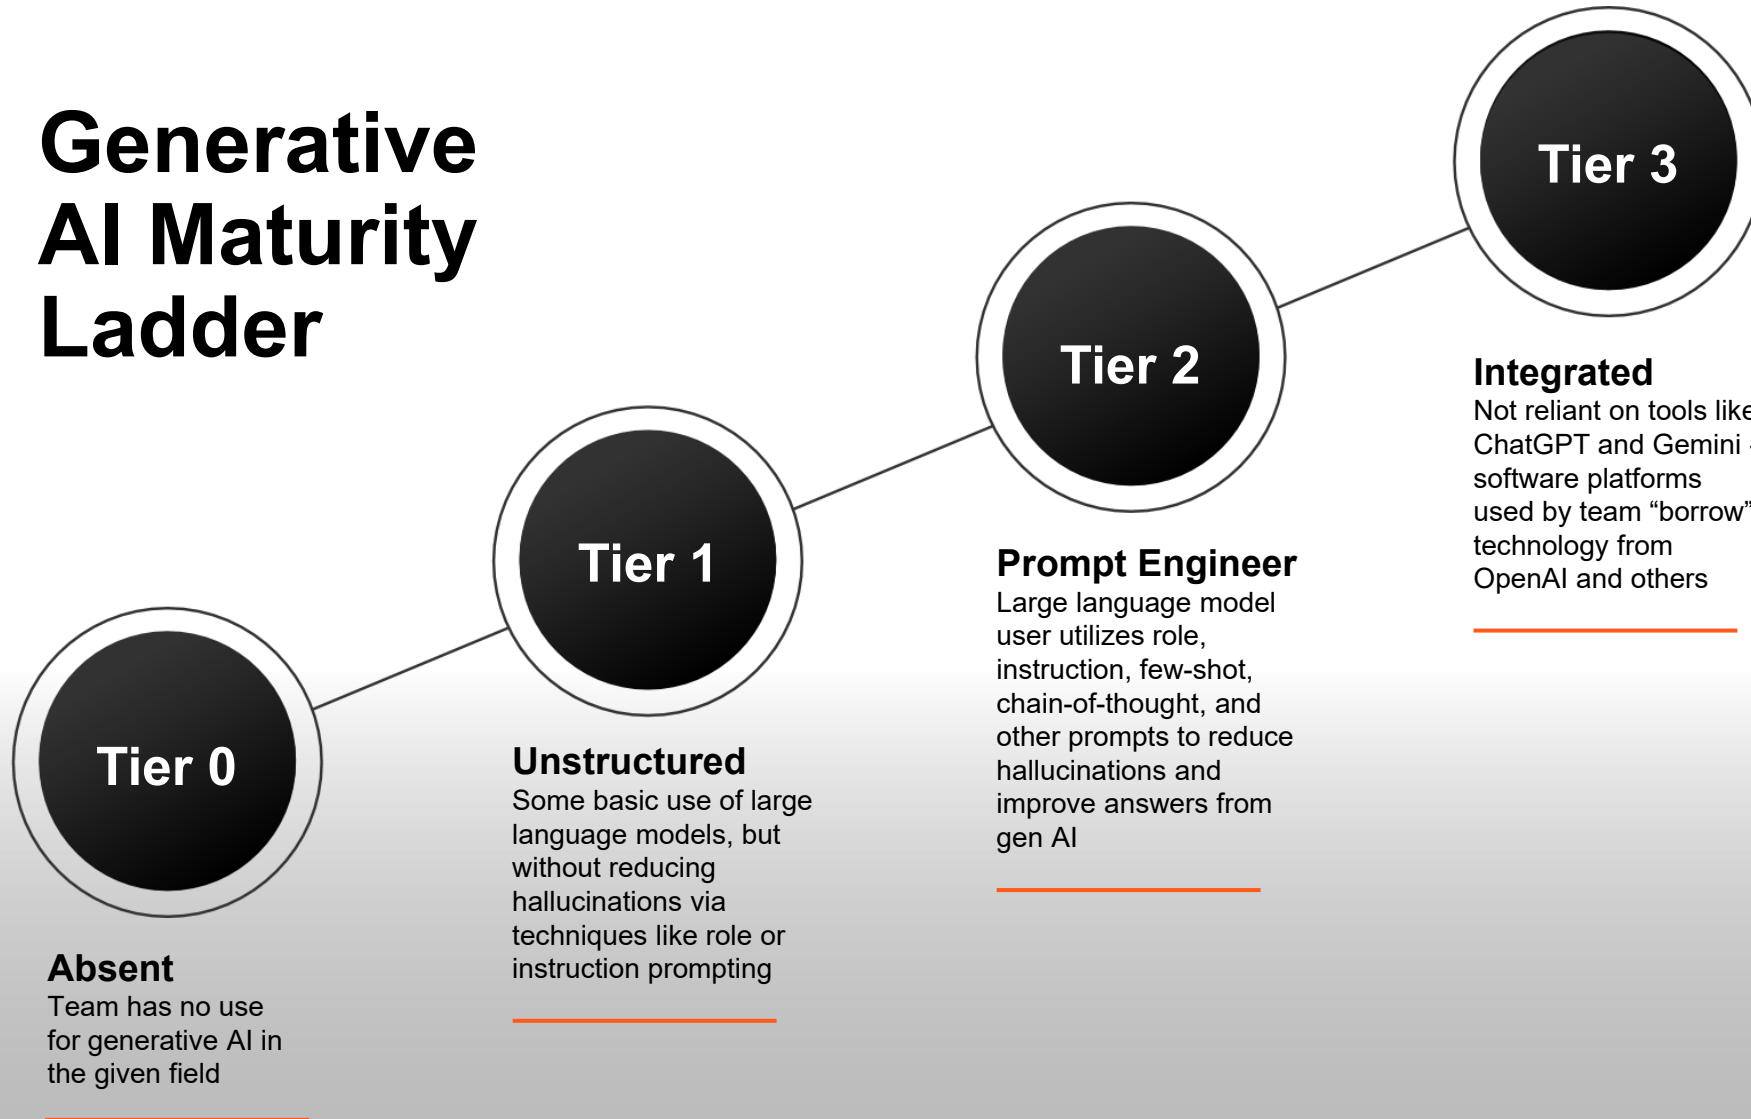 Generative
AI Maturity
Ladder
Tier 0
Absent
Team has no use
for generative AI in
the given field
Tier 1
Unstructured
Some basic use of large
language models, but
without reducing
hallucinations via
techniques like role or
instruction prompting
Tier 2
Prompt Engineer
Large language model
user utilizes role,
instruction, few-shot,
chain-of-thought, and
other prompts to reduce
hallucinations and
improve answers from
gen AI
Tier 3
Integrated
Not reliant on tools like
ChatGPT and Gemini -
software platforms
used by team “borrow”
technology from
OpenAI and others